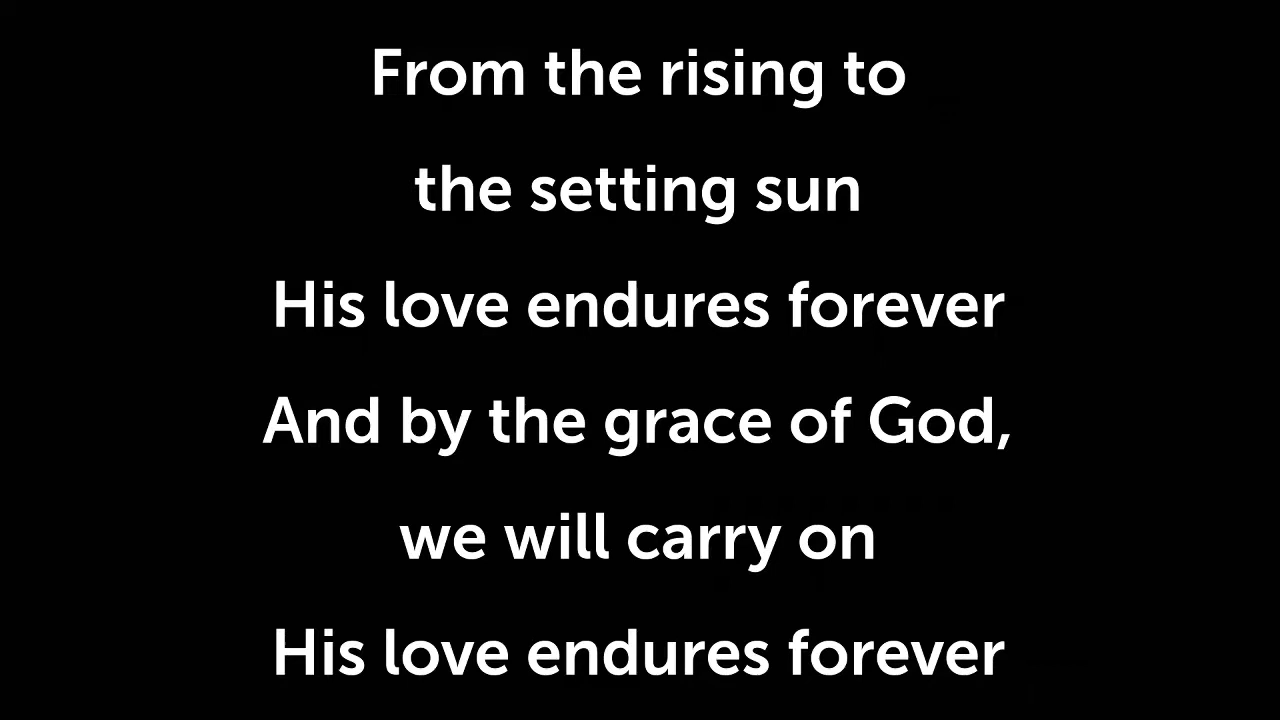 From the rising to
the setting sun
His love endures forever
And by the grace of God,
we will carry on
His love endures forever